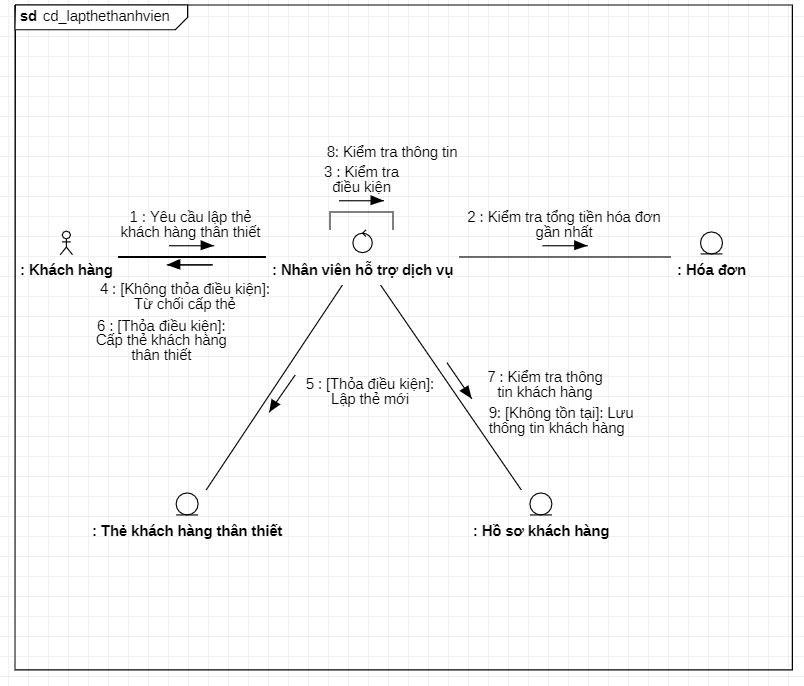 sd cd_lapthethanhvien
8: Kiểm tra thông tin
3 : Kiểm tra
điều kiện
1 : Yêu cầu lập thẻ
khách hàng thân thiết
2 : Kiểm tra tổng tiền hóa đơn
gần nhất
: Khách hàng
: Nhân viên hỗ trợ dịch vụ
: Hóa đơn
4 : [Không thỏa điều kiện]:
Từ chối cấp thẻ
6 : [Thỏa điều kiện]:
Cấp thẻ khách hàng
thân thiết
5 : [Thỏa điều kiện]:
Lập thẻ mới
7 : Kiểm tra thông
tin khách hàng
9: [Không tồn tại]: Lưu
thông tin khách hàng
: Thẻ khách hàng thân thiết
: Hồ sơ khách hàng